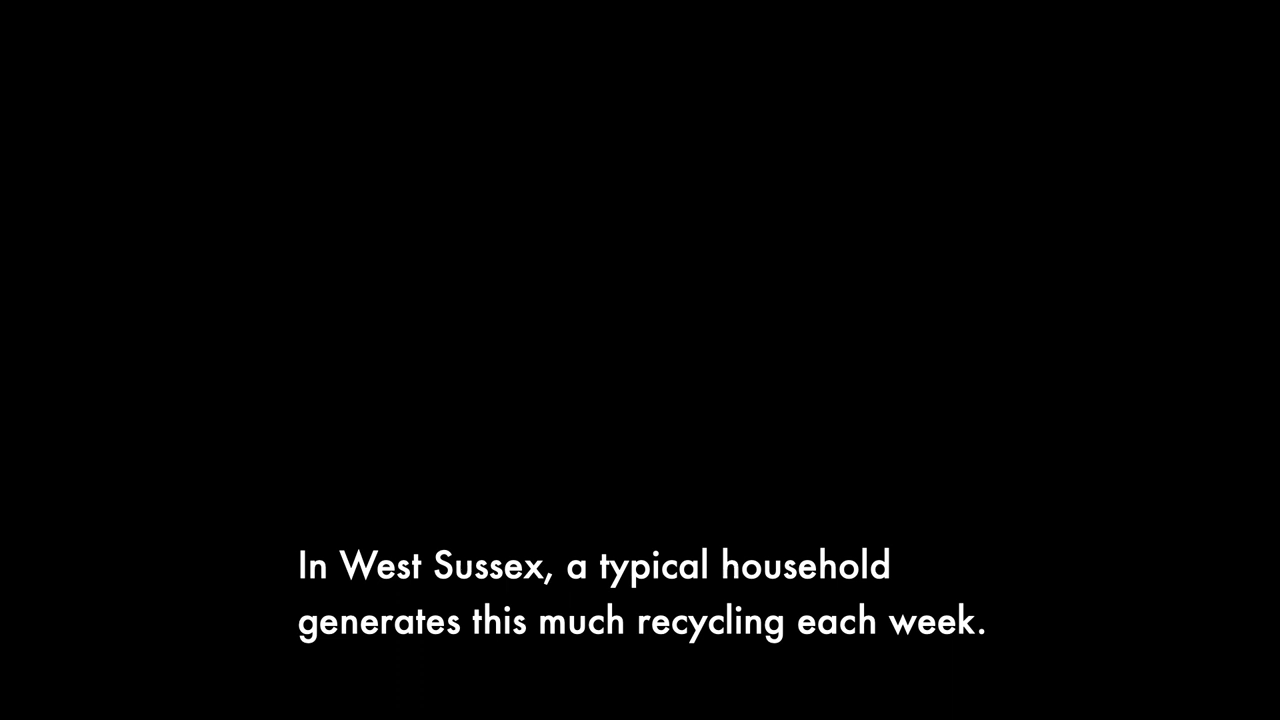 In West Sussex, a typical household
generates this much recycling each week.